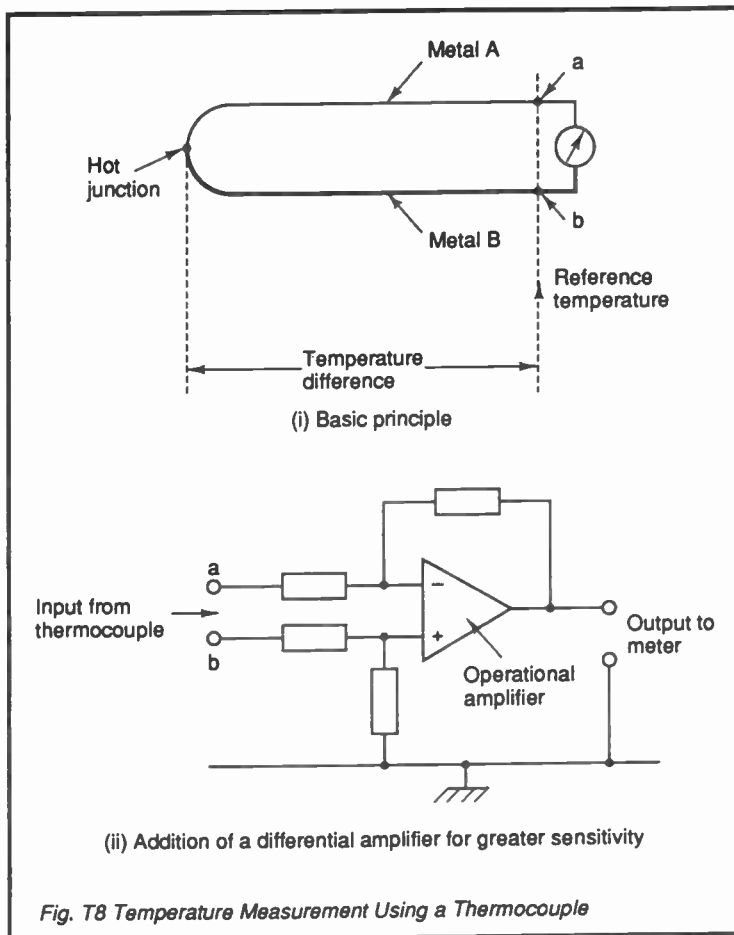 Metal A
a
Hot
junction
b
Metal B
Reference
temperature
Temperature
difference
(i) Basic principle
a
Input from
thermocouple
b
−
+
Operational
amplifier
Output to
meter
(ii) Addition of a differential amplifier for greater sensitivity
Fig. T8 Temperature Measurement Using a Thermocouple